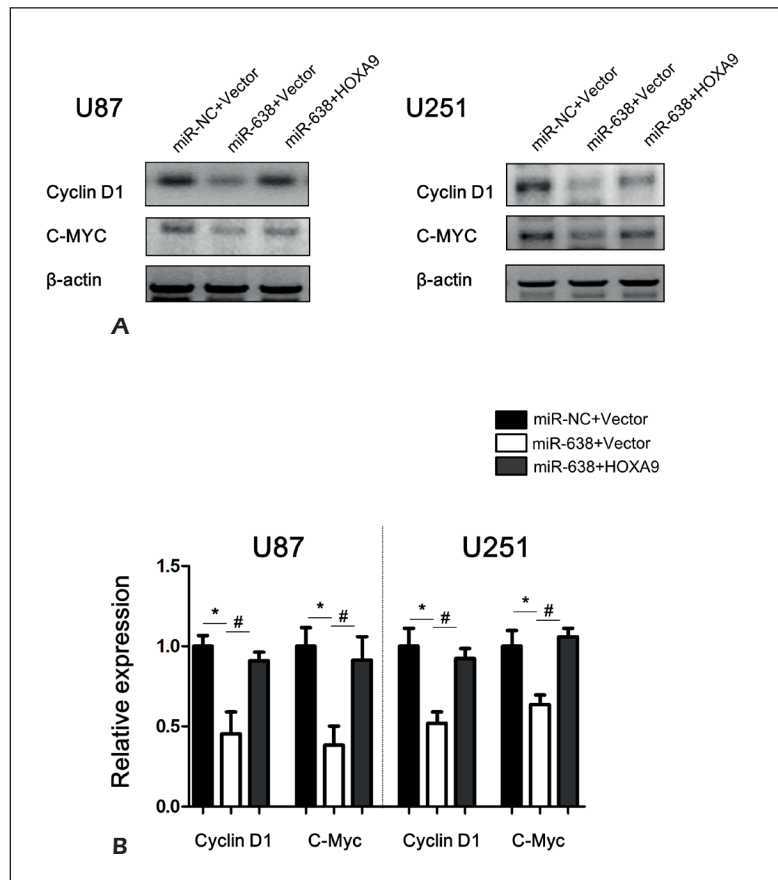 U87
miR-NC+Vector
miR-638+Vector
miR-638+HOXA9
Cyclin D1
C-MYC
β-actin
U251
miR-NC+Vector
miR-638+Vector
miR-638+HOXA9
Cyclin D1
C-MYC
β-actin
A
miR-NC+Vector
miR-638+Vector
miR-638+HOXA9
U87
U251
Relative expression
1.5
1.0
0.5
0.0
* #
* #
* #
* #
Cyclin D1
C-Myc
Cyclin D1
C-Myc
B